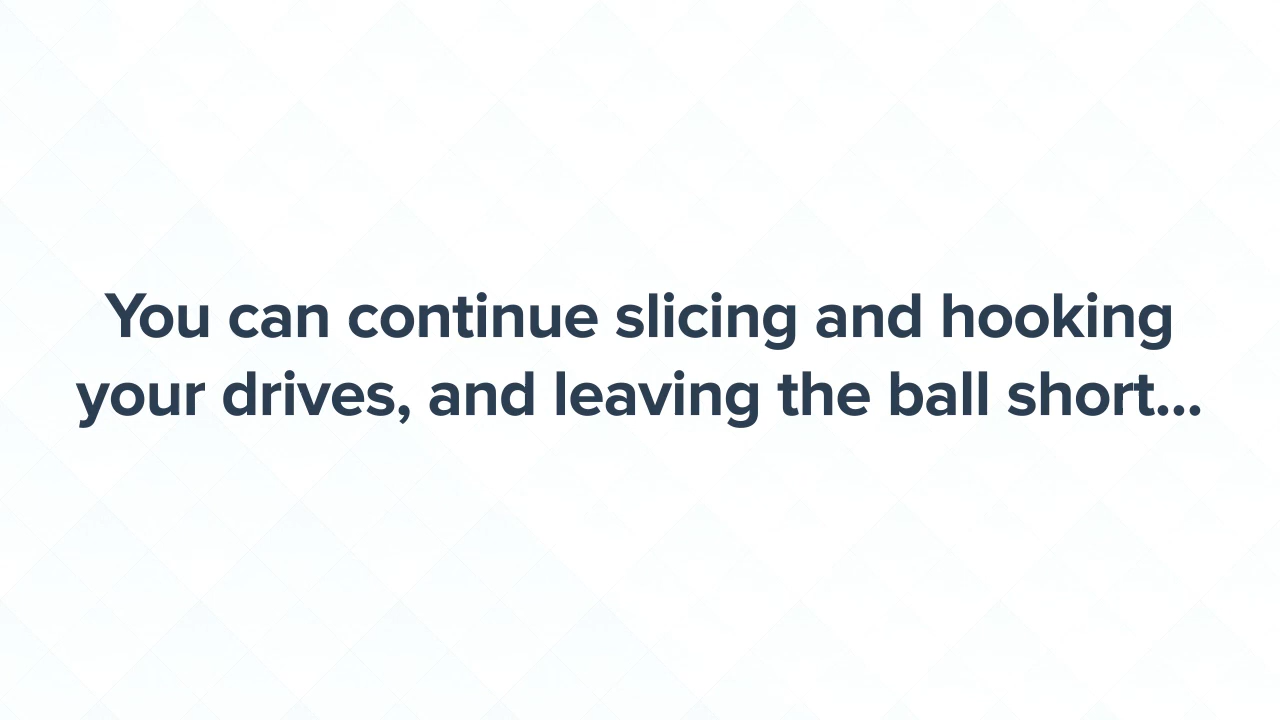 You can continue slicing and hooking
your drives, and leaving the ball short...